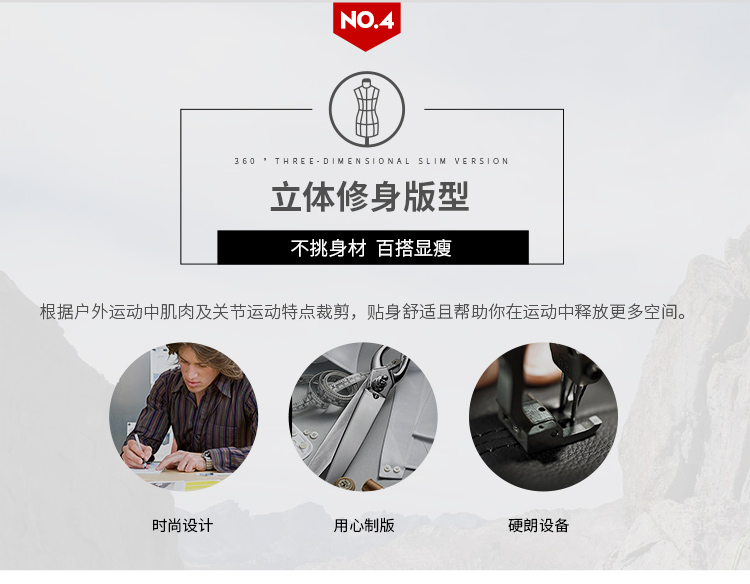 NO.4
360 ° THREE-DIMENSIONAL SLIM VERSION
立体修身版型
不挑身材 百搭显瘦
根据户外运动中肌肉及关节运动特点裁剪，贴身舒适且帮助你在运动中释放更多空间。
时尚设计
用心制版
硬朗设备